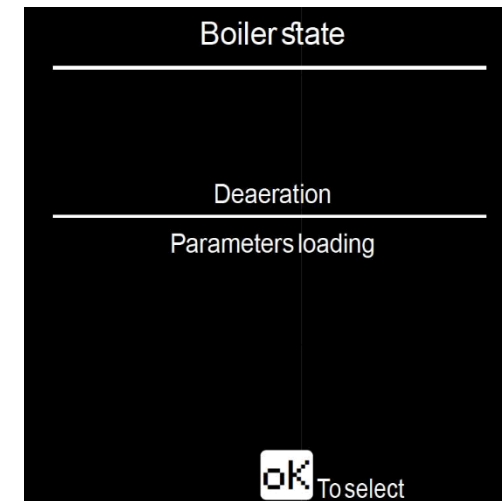 Boiler state
Deaeration
Parameters loading
oK To select